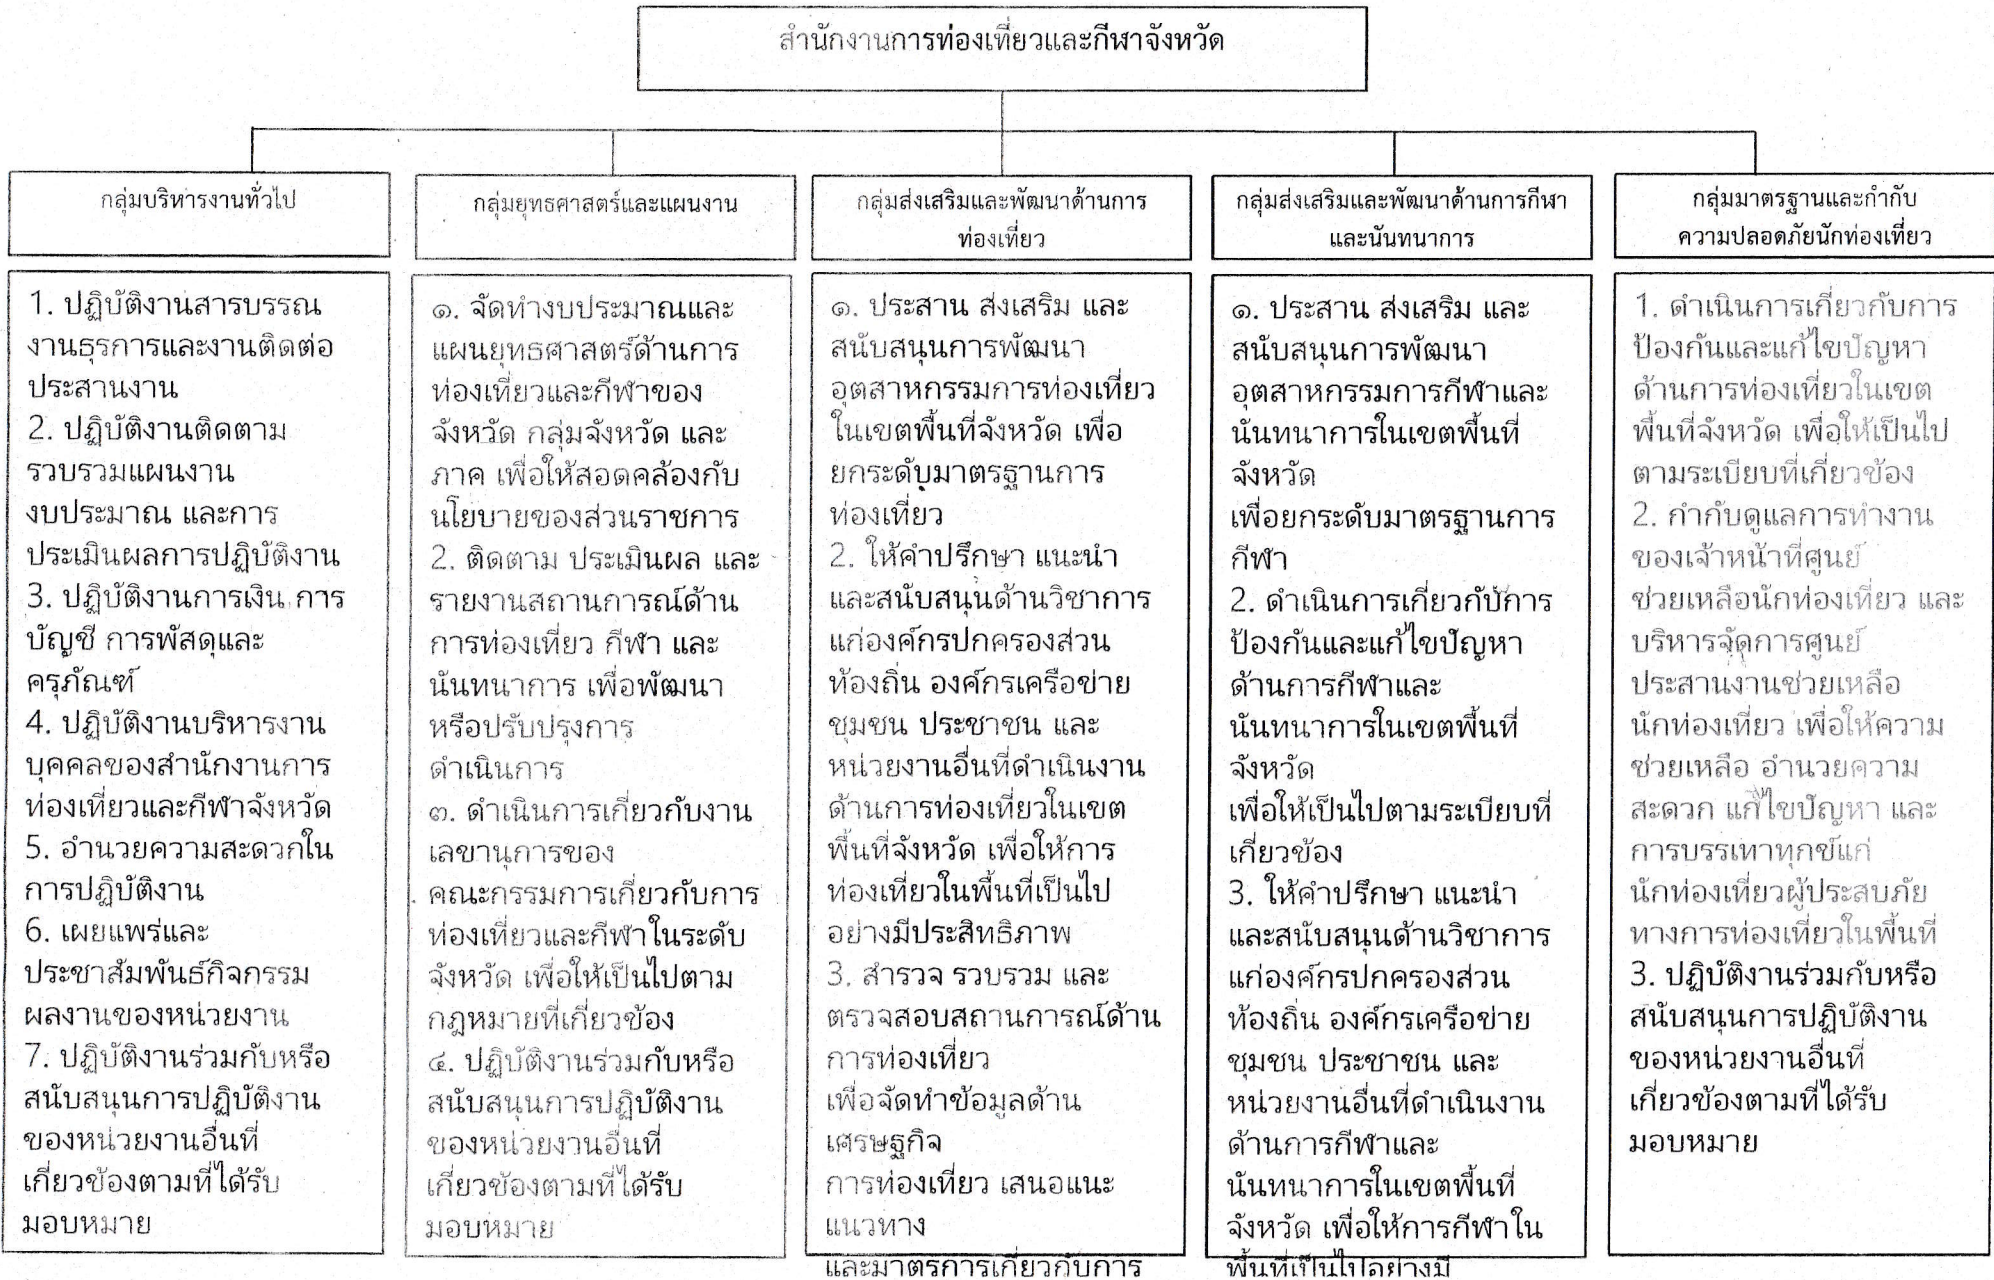 สำนักงานการท่องเที่ยวและกีฬาจังหวัด
กลุ่มบริหารงานทั่วไป
1. ปฏิบัติงานสารบรรณ
งานธุรการและงานติดต่อ
ประสานงาน
2. ปฏิบัติงานติดตาม
รวบรวมแผนงาน
งบประมาณ และการ
ประเมินผลการปฏิบัติงาน
3. ปฏิบัติงานการเงิน การ
บัญชี การพัสดุและ
ครุภัณฑ์
4. ปฏิบัติงานบริหารงาน
บุคคลของสำนักงานการ
ท่องเที่ยวและกีฬาจังหวัด
5. อำนวยความสะดวกใน
การปฏิบัติงาน
6. เผยแพร่และ
ประชาสัมพันธ์กิจกรรม
ผลงานของหน่วยงาน
7. ปฏิบัติงานร่วมกับหรือ
สนับสนุนการปฏิบัติงาน
ของหน่วยงานอื่นที่
เกี่ยวข้องตามที่ได้รับ
มอบหมาย
กลุ่มยุทธศาสตร์และแผนงาน
๑. จัดทำงบประมาณและ
แผนยุทธศาสตร์ด้านการ
ท่องเที่ยวและกีฬาของ
จังหวัด กลุ่มจังหวัด และ
ภาค เพื่อให้สอดคล้องกับ
นโยบายของส่วนราชการ
2. ติดตาม ประเมินผล และ
รายงานสถานการณ์ด้าน
การท่องเที่ยว กีฬา และ
นันทนาการ เพื่อพัฒนา
หรือปรับปรุงการ
ดำเนินการ
๓. ดำเนินการเกี่ยวกับงาน
เลขานุการของ
คณะกรรมการเกี่ยวกับการ
ท่องเที่ยวและกีฬาในระดับ
จังหวัด เพื่อให้เป็นไปตาม
กฎหมายที่เกี่ยวข้อง
๔. ปฏิบัติงานร่วมกับหรือ
สนับสนุนการปฏิบัติงาน
ของหน่วยงานอื่นที่
เกี่ยวข้องตามที่ได้รับ
มอบหมาย
กลุ่มส่งเสริมและพัฒนาด้านการ
ท่องเที่ยว
๑. ประสาน ส่งเสริม และ
สนับสนุนการพัฒนา
อุตสาหกรรมการท่องเที่ยว
ในเขตพื้นที่จังหวัด เพื่อ
ยกระดับมาตรฐานการ
ท่องเที่ยว
2. ให้คำปรึกษา แนะนำ
และสนับสนุนด้านวิชาการ
แก่องค์กรปกครองส่วน
ท้องถิ่น องค์กรเครือข่าย
ชุมชน ประชาชน และ
หน่วยงานอื่นที่ดำเนินงาน
ด้านการท่องเที่ยวในเขต
พื้นที่จังหวัด เพื่อให้การ
ท่องเที่ยวในพื้นที่เป็นไป
อย่างมีประสิทธิภาพ
3. สำรวจ รวบรวม และ
ตรวจสอบสถานการณ์ด้าน
การท่องเที่ยว
เพื่อจัดทำข้อมูลด้าน
เศรษฐกิจ
การท่องเที่ยว เสนอแนะ
แนวทาง
และมาตรการเกี่ยวกับการ
กลุ่มส่งเสริมและพัฒนาด้านการกีฬา
และนันทนาการ
๑. ประสาน ส่งเสริม และ
สนับสนุนการพัฒนา
อุตสาหกรรมการกีฬาและ
นันทนาการในเขตพื้นที่
จังหวัด
เพื่อยกระดับมาตรฐานการ
กีฬา
2. ดำเนินการเกี่ยวกับการ
ป้องกันและแก้ไขปัญหา
ด้านการกีฬาและ
นันทนาการในเขตพื้นที่
จังหวัด
เพื่อให้เป็นไปตามระเบียบที่
เกี่ยวข้อง
3. ให้คำปรึกษา แนะนำ
และสนับสนุนด้านวิชาการ
แก่องค์กรปกครองส่วน
ท้องถิ่น องค์กรเครือข่าย
ชุมชน ประชาชน และ
หน่วยงานอื่นที่ดำเนินงาน
ด้านการกีฬาและ
นันทนาการในเขตพื้นที่
จังหวัด เพื่อให้การกีฬาใน
พื้นที่เป็นไปอย่างมี
กลุ่มมาตรฐานและกำกับ
ความปลอดภัยนักท่องเที่ยว
1. ดำเนินการเกี่ยวกับการ
ป้องกันและแก้ไขปัญหา
ด้านการท่องเที่ยวในเขต
พื้นที่จังหวัด เพื่อให้เป็นไป
ตามระเบียบที่เกี่ยวข้อง
2. กำกับดูแลการทำงาน
ของเจ้าหน้าที่ศูนย์
ช่วยเหลือนักท่องเที่ยว และ
บริหารจัดการศูนย์
ประสานงานช่วยเหลือ
นักท่องเที่ยว เพื่อให้ความ
ช่วยเหลือ อำนวยความ
สะดวก แก้ไขปัญหา และ
การบรรเทาทุกข์แก่
นักท่องเที่ยวผู้ประสบภัย
ทางการท่องเที่ยวในพื้นที่
3. ปฏิบัติงานร่วมกับหรือ
สนับสนุนการปฏิบัติงาน
ของหน่วยงานอื่นที่
เกี่ยวข้องตามที่ได้รับ
มอบหมาย